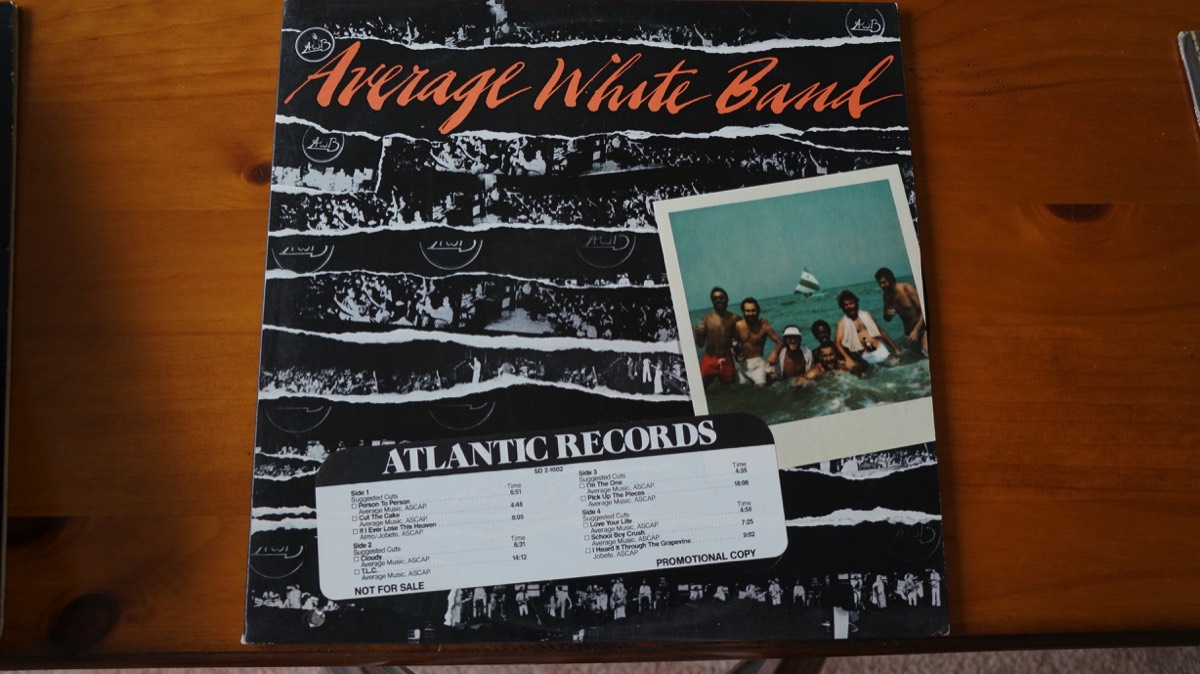 AWB
AWB
Average White Band
AWB
AWB
AWB
AWB
ATLANTIC RECORDS
SD 2-1002
Side 1
Suggested Cuts Time
Person To Person 6:51
Average Music, ASCAP.
Cut The Cake 4:48
Average Music, ASCAP
If I Ever Lose This Heaven 8:05
Almo/Jobete, ASCAP.
Side 2
Suggested Cuts Time
Cloudy 6:31
Average Music, ASCAP.
T.L.C. 14:12
Average Music, ASCAP.
NOT FOR SALE
Side 3
Suggested Cuts Time
I'm The One 4:35
Average Music, ASCAP.
Pick Up The Pieces 18:06
Average Music, ASCAP.
Side 4
Suggested Cuts Time
Love Your Life 4:50
Average Music, ASCAP.
School Boy Crush 7:25
Average Music, ASCAP.
I Heard It Through The Grapevine 9:02
Jobete, ASCAP.
PROMOTIONAL COPY